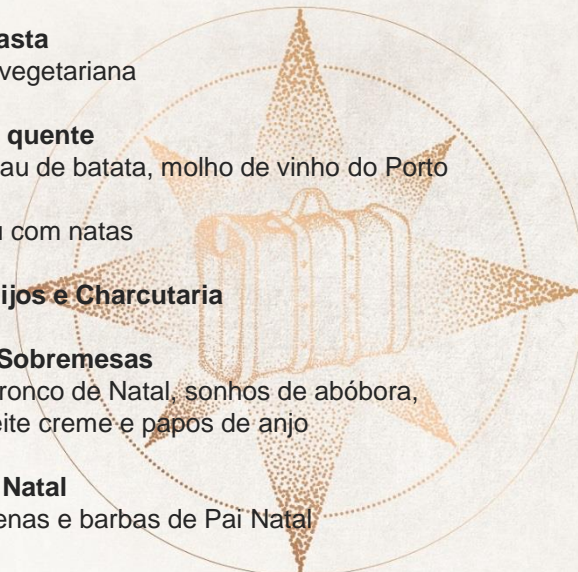 asta
vegetariana
quente
au de batata, molho de vinho do Porto
com natas
ijos e Charcutaria
Sobremesas
ronco de Natal, sonhos de abóbora,
eite creme e papos de anjo
Natal
enas e barbas de Pai Natal